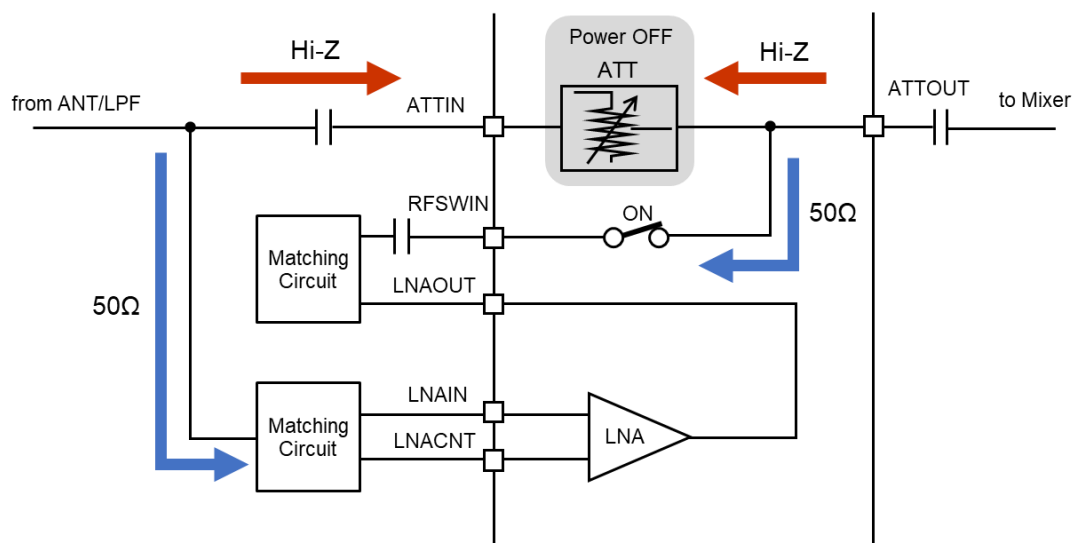 Hi-Z
Power OFF
ATT
Hi-Z
from ANT/LPF
ATTIN
ATTOUT
to Mixer
RFSWIN
ON
50Ω
Matching
Circuit
LNAOUT
50Ω
LNAIN
Matching
Circuit
LNACNT
LNA